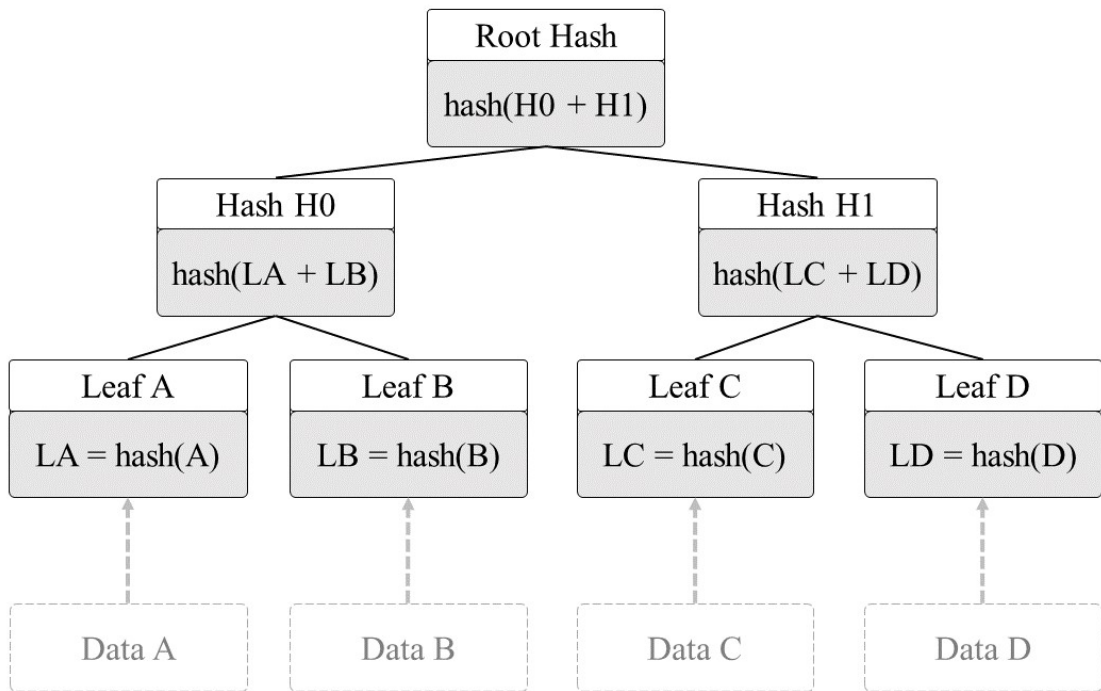 Root Hash
hash(H0 + H1)
Hash H0
Hash H1
hash(LA + LB)
hash(LC + LD)
Leaf A
Leaf B
Leaf C
Leaf D
LA = hash(A)
LB = hash(B)
LC = hash(C)
LD = hash(D)
Data A
Data B
Data C
Data D